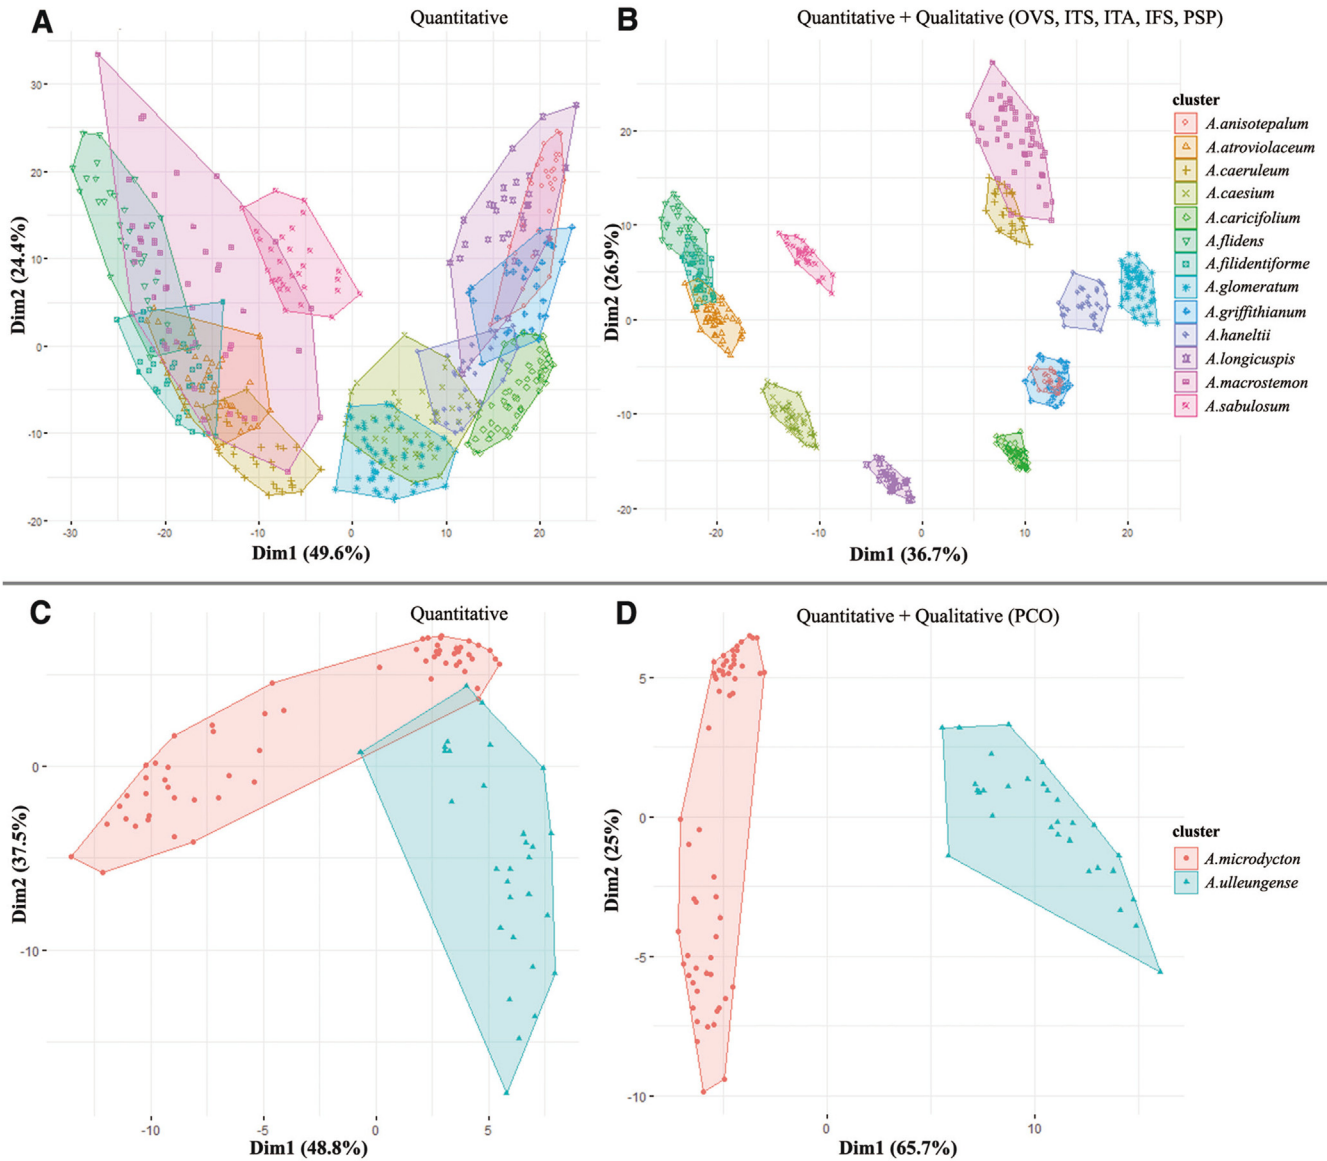 A
Quantitative
30
20
10
0
-10
-20
Dim2 (24.4%)
-30
-20
-10
0
10
20
Dim1 (49.6%)
B
Quantitative + Qualitative (OVS, ITS, ITA, IFS, PSP)
20
10
0
-10
-20
Dim2 (26.9%)
-20
-10
0
10
20
Dim1 (36.7%)
cluster
A.anisotepalum
A.atroviolaceum
A.caeruleum
A.caesium
A.caricifolium
A.flidens
A.filidentiforme
A.glomeratum
A.griffithianum
A.haneltii
A.longicuspis
A.macrostemon
A.sabulosum
C
Quantitative
0
-10
Dim2 (37.5%)
-10
-5
0
5
Dim1 (48.8%)
D
Quantitative + Qualitative (PCO)
5
0
-5
-10
Dim2 (25%)
0
10
Dim1 (65.7%)
cluster
A.microdycton
A.ulleungense